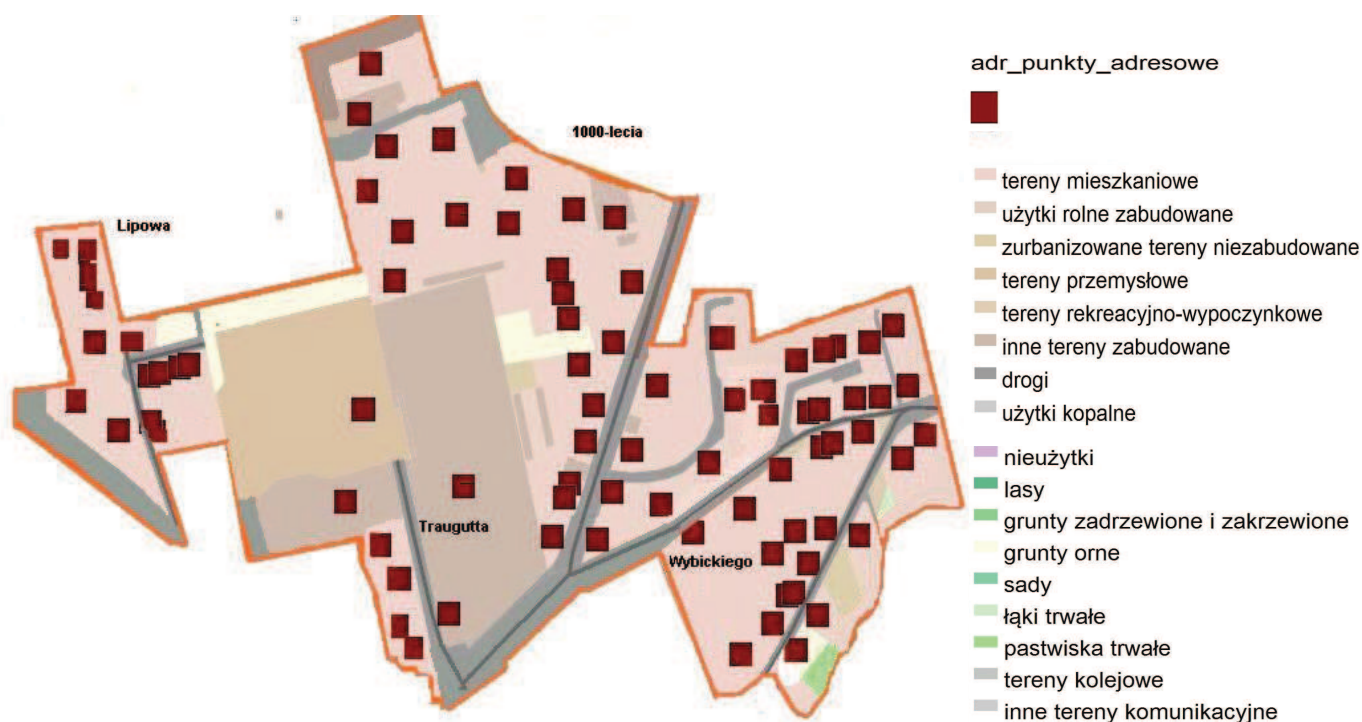 adr_punkty_adresowe
1000-lecia
Lipowa
Traugutta
Wybickiego
tereny mieszkaniowe
użytki rolne zabudowane
zurbanizowane tereny niezabudowane
tereny przemysłowe
tereny rekreacyjno-wypoczynkowe
inne tereny zabudowane
drogi
użytki kopalne
nieużytki
lasy
grunty zadrzewione i zakrzewione
grunty orne
sady
łąki trwałe
pastwiska trwałe
tereny kolejowe
inne tereny komunikacyjne